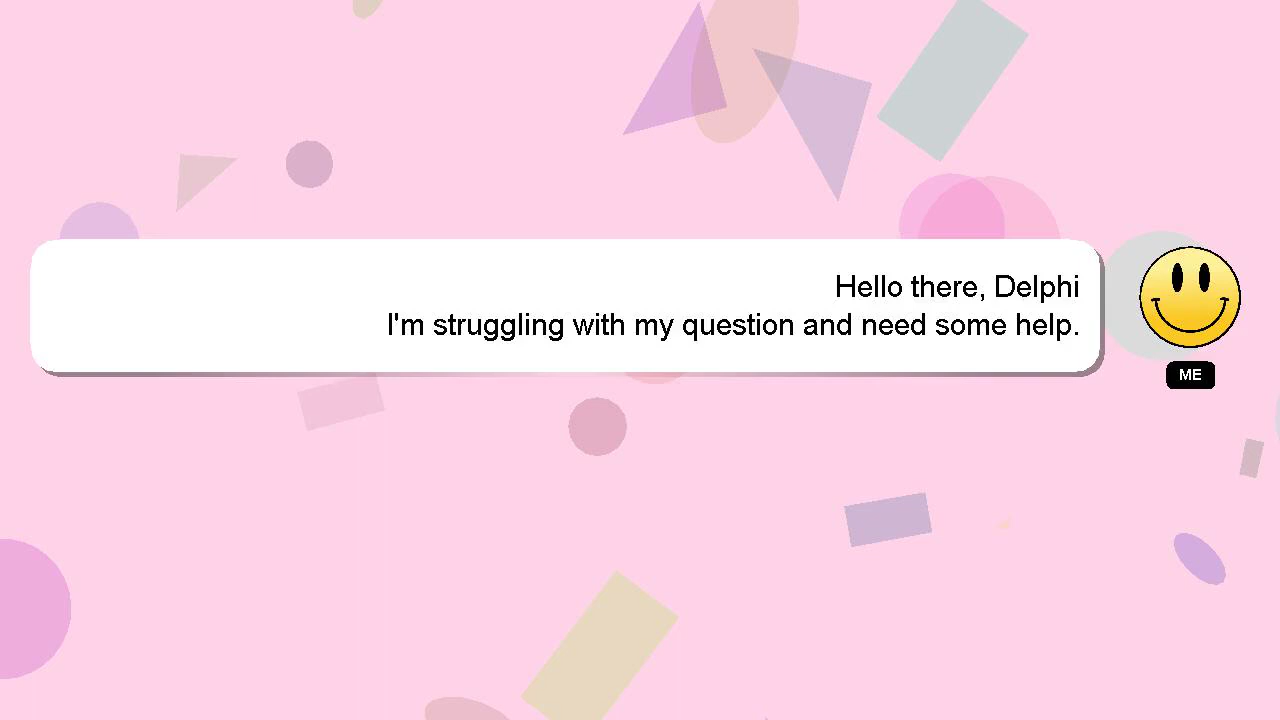 Hello there, Delphi
I'm struggling with my question and need some help.
ME